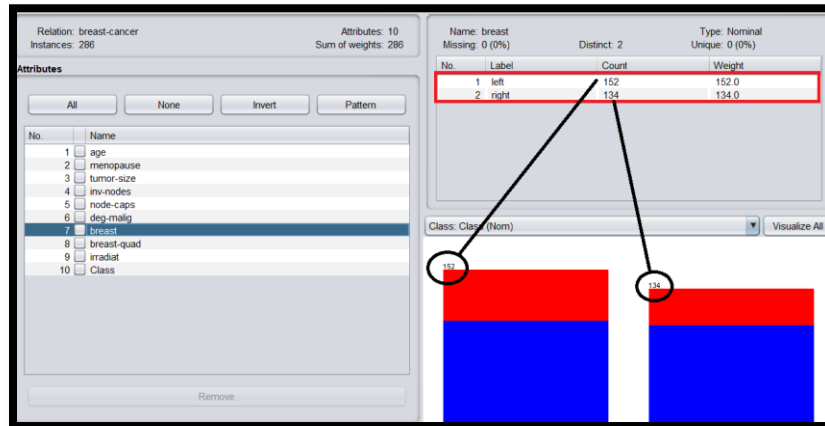 Relation: breast-cancer Attributes: 10
Instances: 286 Sum of weights: 286
Attributes
All None Invert Pattern
No. Name
1 age
2 menopause
3 tumor-size
4 inv-nodes
5 node-caps
6 deg-malig
7 breast
8 breast-quad
9 irradiat
10 Class
Remove
Name: breast Type: Nominal
Missing: 0 (0%) Distinct: 2 Unique: 0 (0%)
No. Label Count Weight
1 left 152 152.0
2 right 134 134.0
Class: Class (Nom) Visualize All
152
134